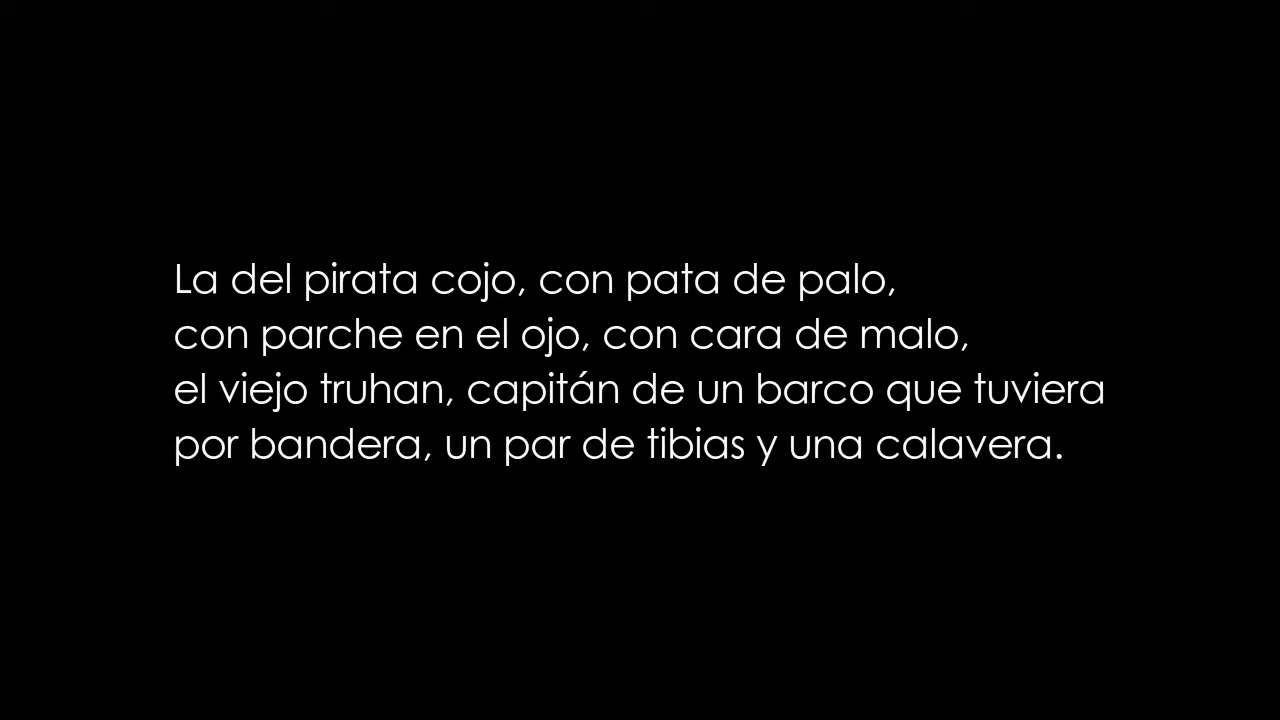 La del pirata cojo, con pata de palo,
con parche en el ojo, con cara de malo,
el viejo truhan, capitán de un barco que tuviera
por bandera, un par de tibias y una calavera.